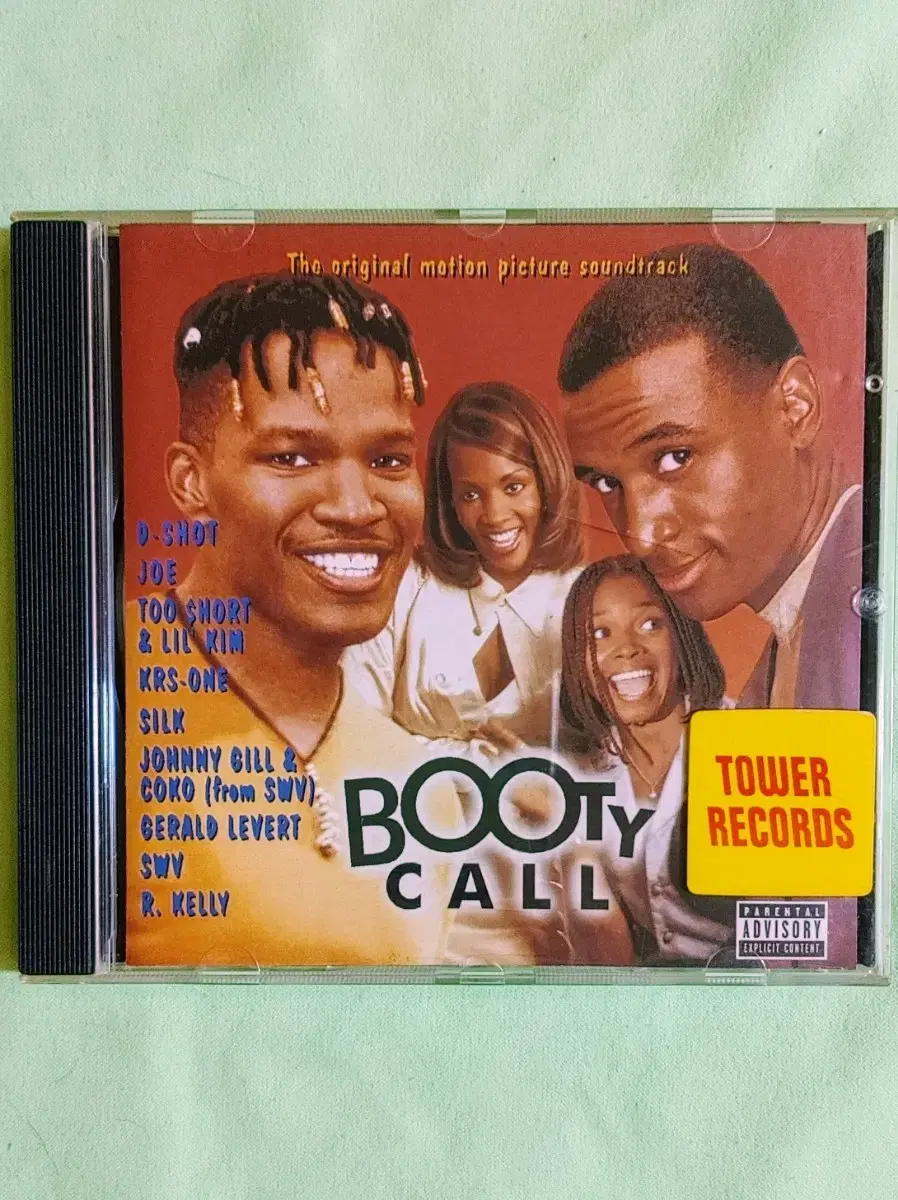 The original motion picture soundtrack
D-SHOT
JOE
TOO $HORT
& LIL' KIM
KRS-ONE
SILK
JOHNNY GILL &
COKO (from SWV)
GERALD LEVERT
SWV
R. KELLY
BOOTY
CALL
TOWER
RECORDS
PARENTAL
ADVISORY
EXPLICIT CONTENT